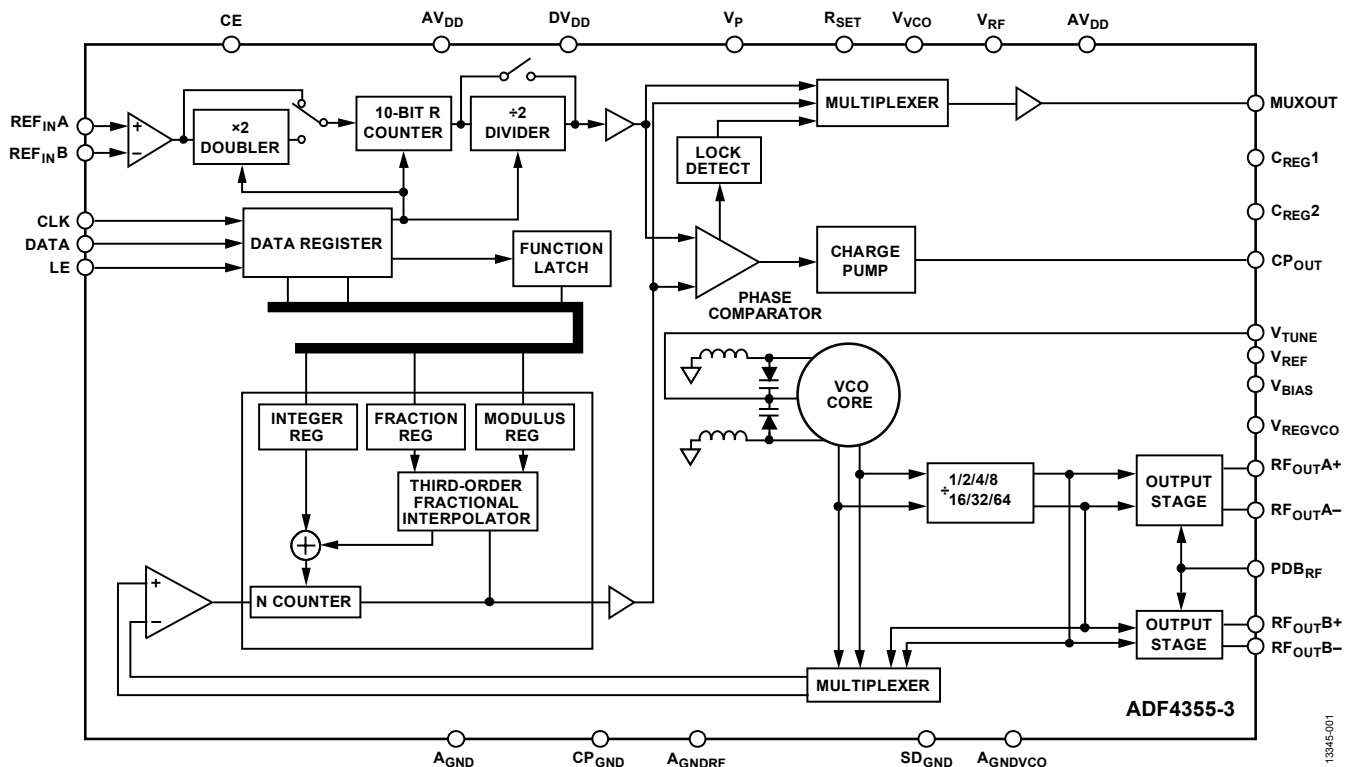 CE
AVDD
DVDD
VP
RSET
VVCO
VRF
AVDD
REFINA
REFINB
+
−
×2
DOUBLER
10-BIT R
COUNTER
÷2
DIVIDER
MULTIPLEXER
MUXOUT
LOCK
DETECT
CREG1
CREG2
CLK
DATA
LE
DATA REGISTER
FUNCTION
LATCH
CHARGE
PUMP
CPOUT
PHASE
COMPARATOR
VTUNE
VREF
VBIAS
VREGVCO
VCO
CORE
INTEGER
REG
FRACTION
REG
MODULUS
REG
THIRD-ORDER
FRACTIONAL
INTERPOLATOR
÷
1/2/4/8
16/32/64
OUTPUT
STAGE
RFOUTA+
RFOUTA−
PDBRF
+
−
N COUNTER
OUTPUT
STAGE
RFOUTB+
RFOUTB−
MULTIPLEXER
ADF4355-3
AGND
CPGND
AGNDRF
SDGND
AGNDVCO
13345-001